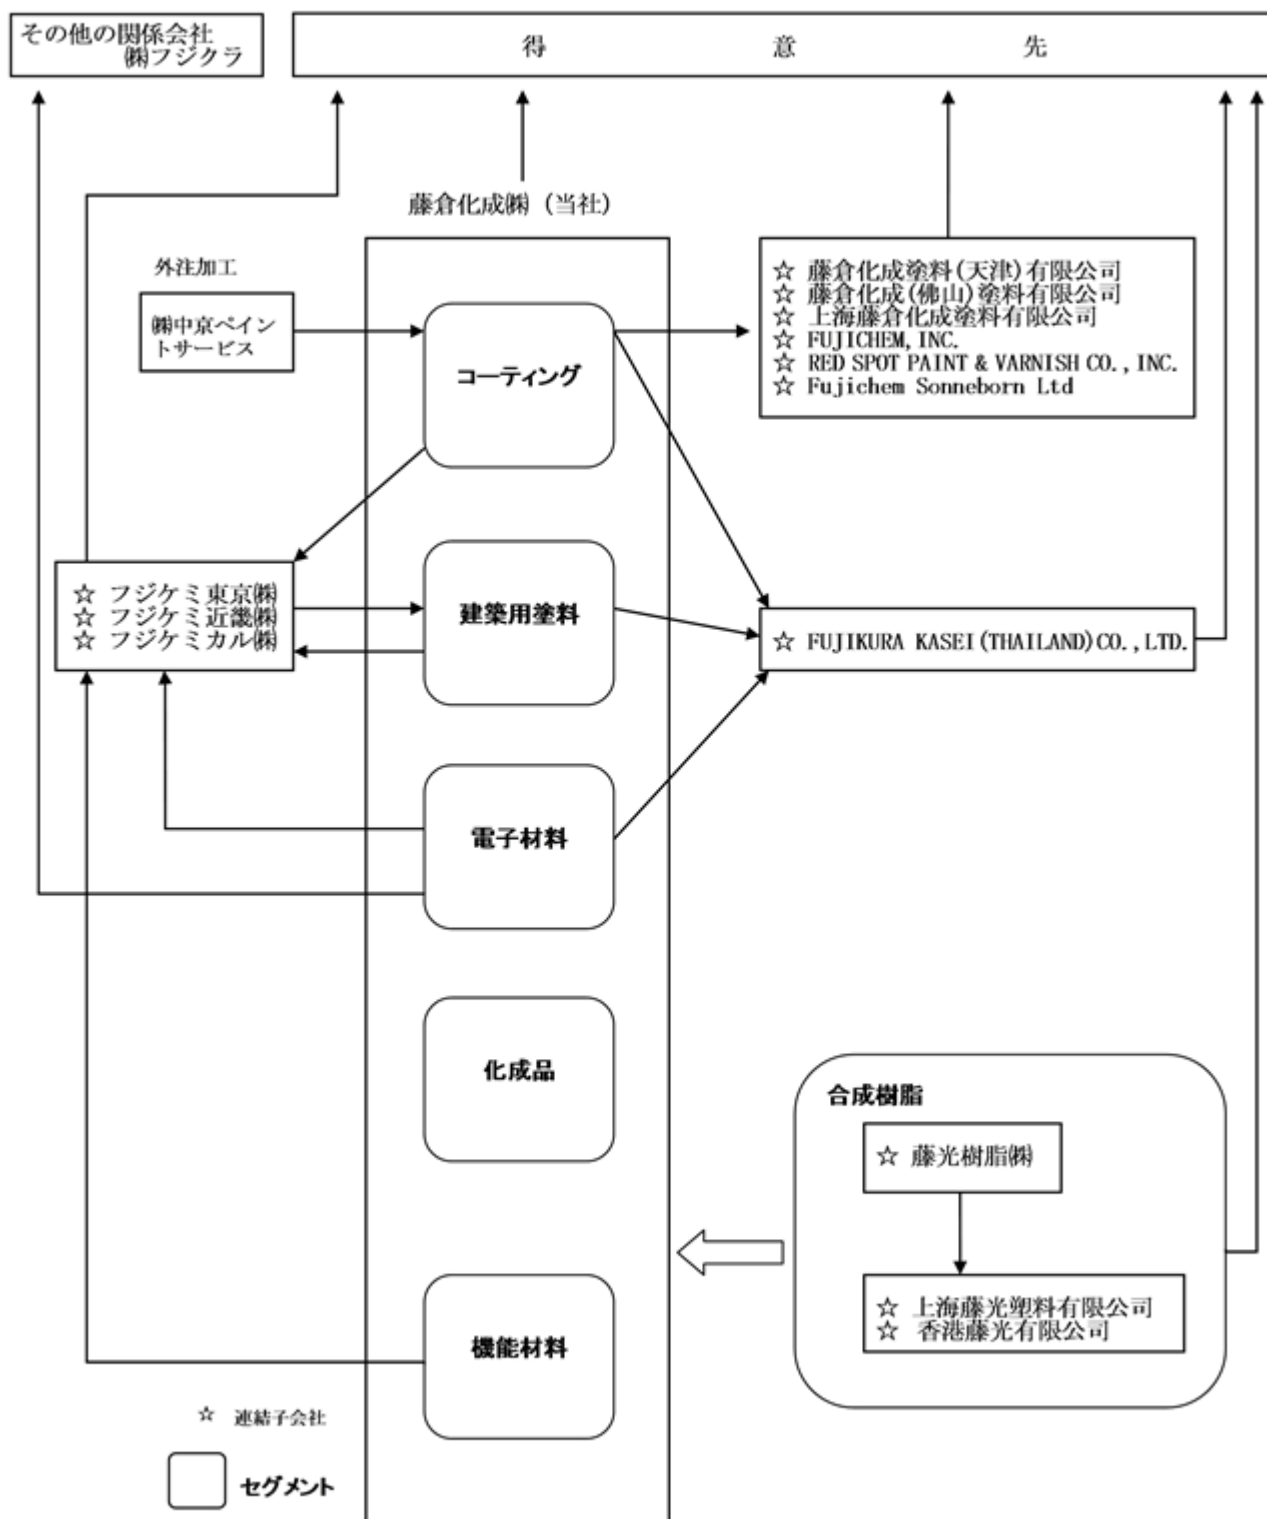 その他の関係会社
㈱フジクラ
得 意 先
藤倉化成㈱（当社）
外注加工
㈱中京ペイン
トサービス
コーティング
☆ 藤倉化成塗料(天津)有限公司
☆ 藤倉化成(佛山)塗料有限公司
☆ 上海藤倉化成塗料有限公司
☆ FUJICHEM, INC.
☆ RED SPOT PAINT & VARNISH CO., INC.
☆ Fujichem Sonneborn Ltd
☆ フジケミ東京㈱
☆ フジケミ近畿㈱
☆ フジケミカル㈱
建築用塗料
☆ FUJIKURA KASEI(THAILAND)CO.,LTD.
電子材料
化成品
合成樹脂
☆ 藤光樹脂㈱
☆ 上海藤光塑料有限公司
☆ 香港藤光有限公司
機能材料
☆ 連結子会社
セグメント